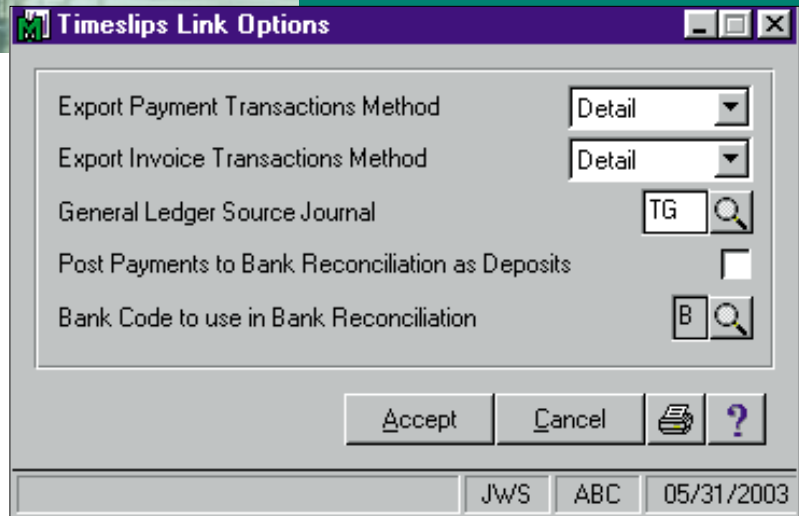 Timeslips Link Options
Export Payment Transactions Method Detail
Export Invoice Transactions Method Detail
General Ledger Source Journal TG
Post Payments to Bank Reconciliation as Deposits
Bank Code to use in Bank Reconciliation B
Accept Cancel ?
JWS ABC 05/31/2003